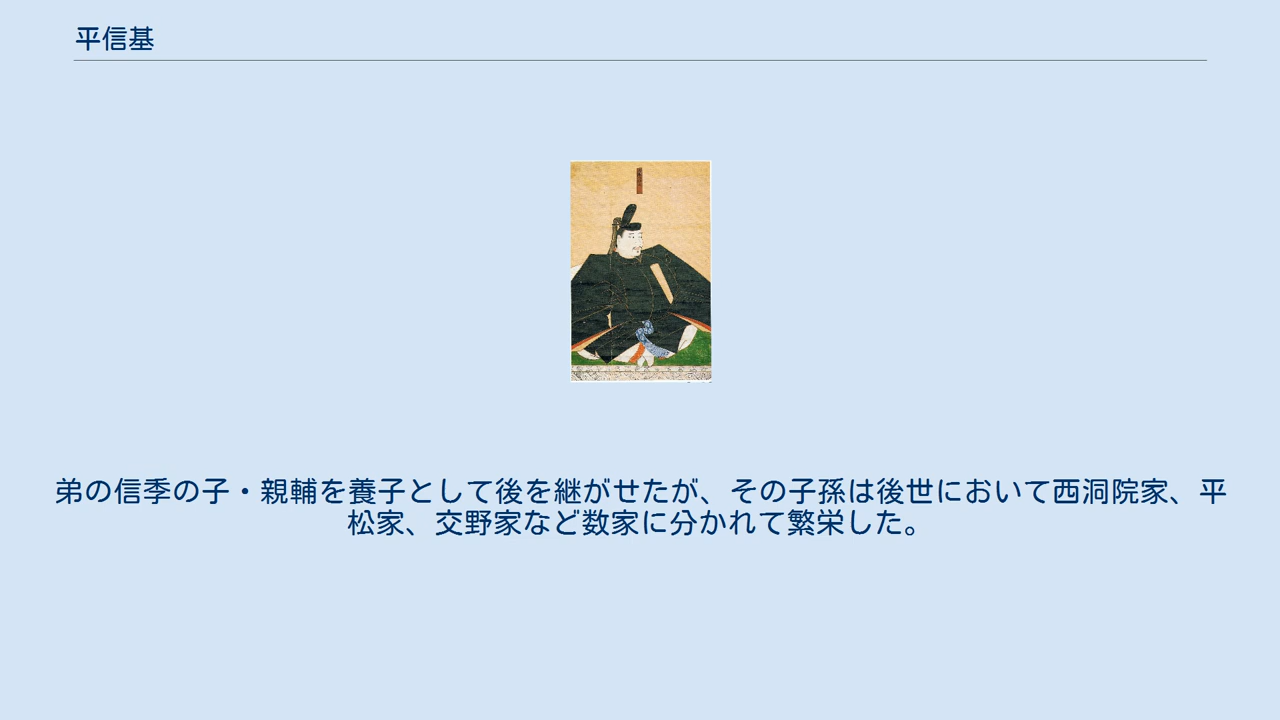 平信基
弟の信季の子・親輔を養子として後を継がせたが、その子孫は後世において西洞院家、平
松家、交野家など数家に分かれて繁栄した。